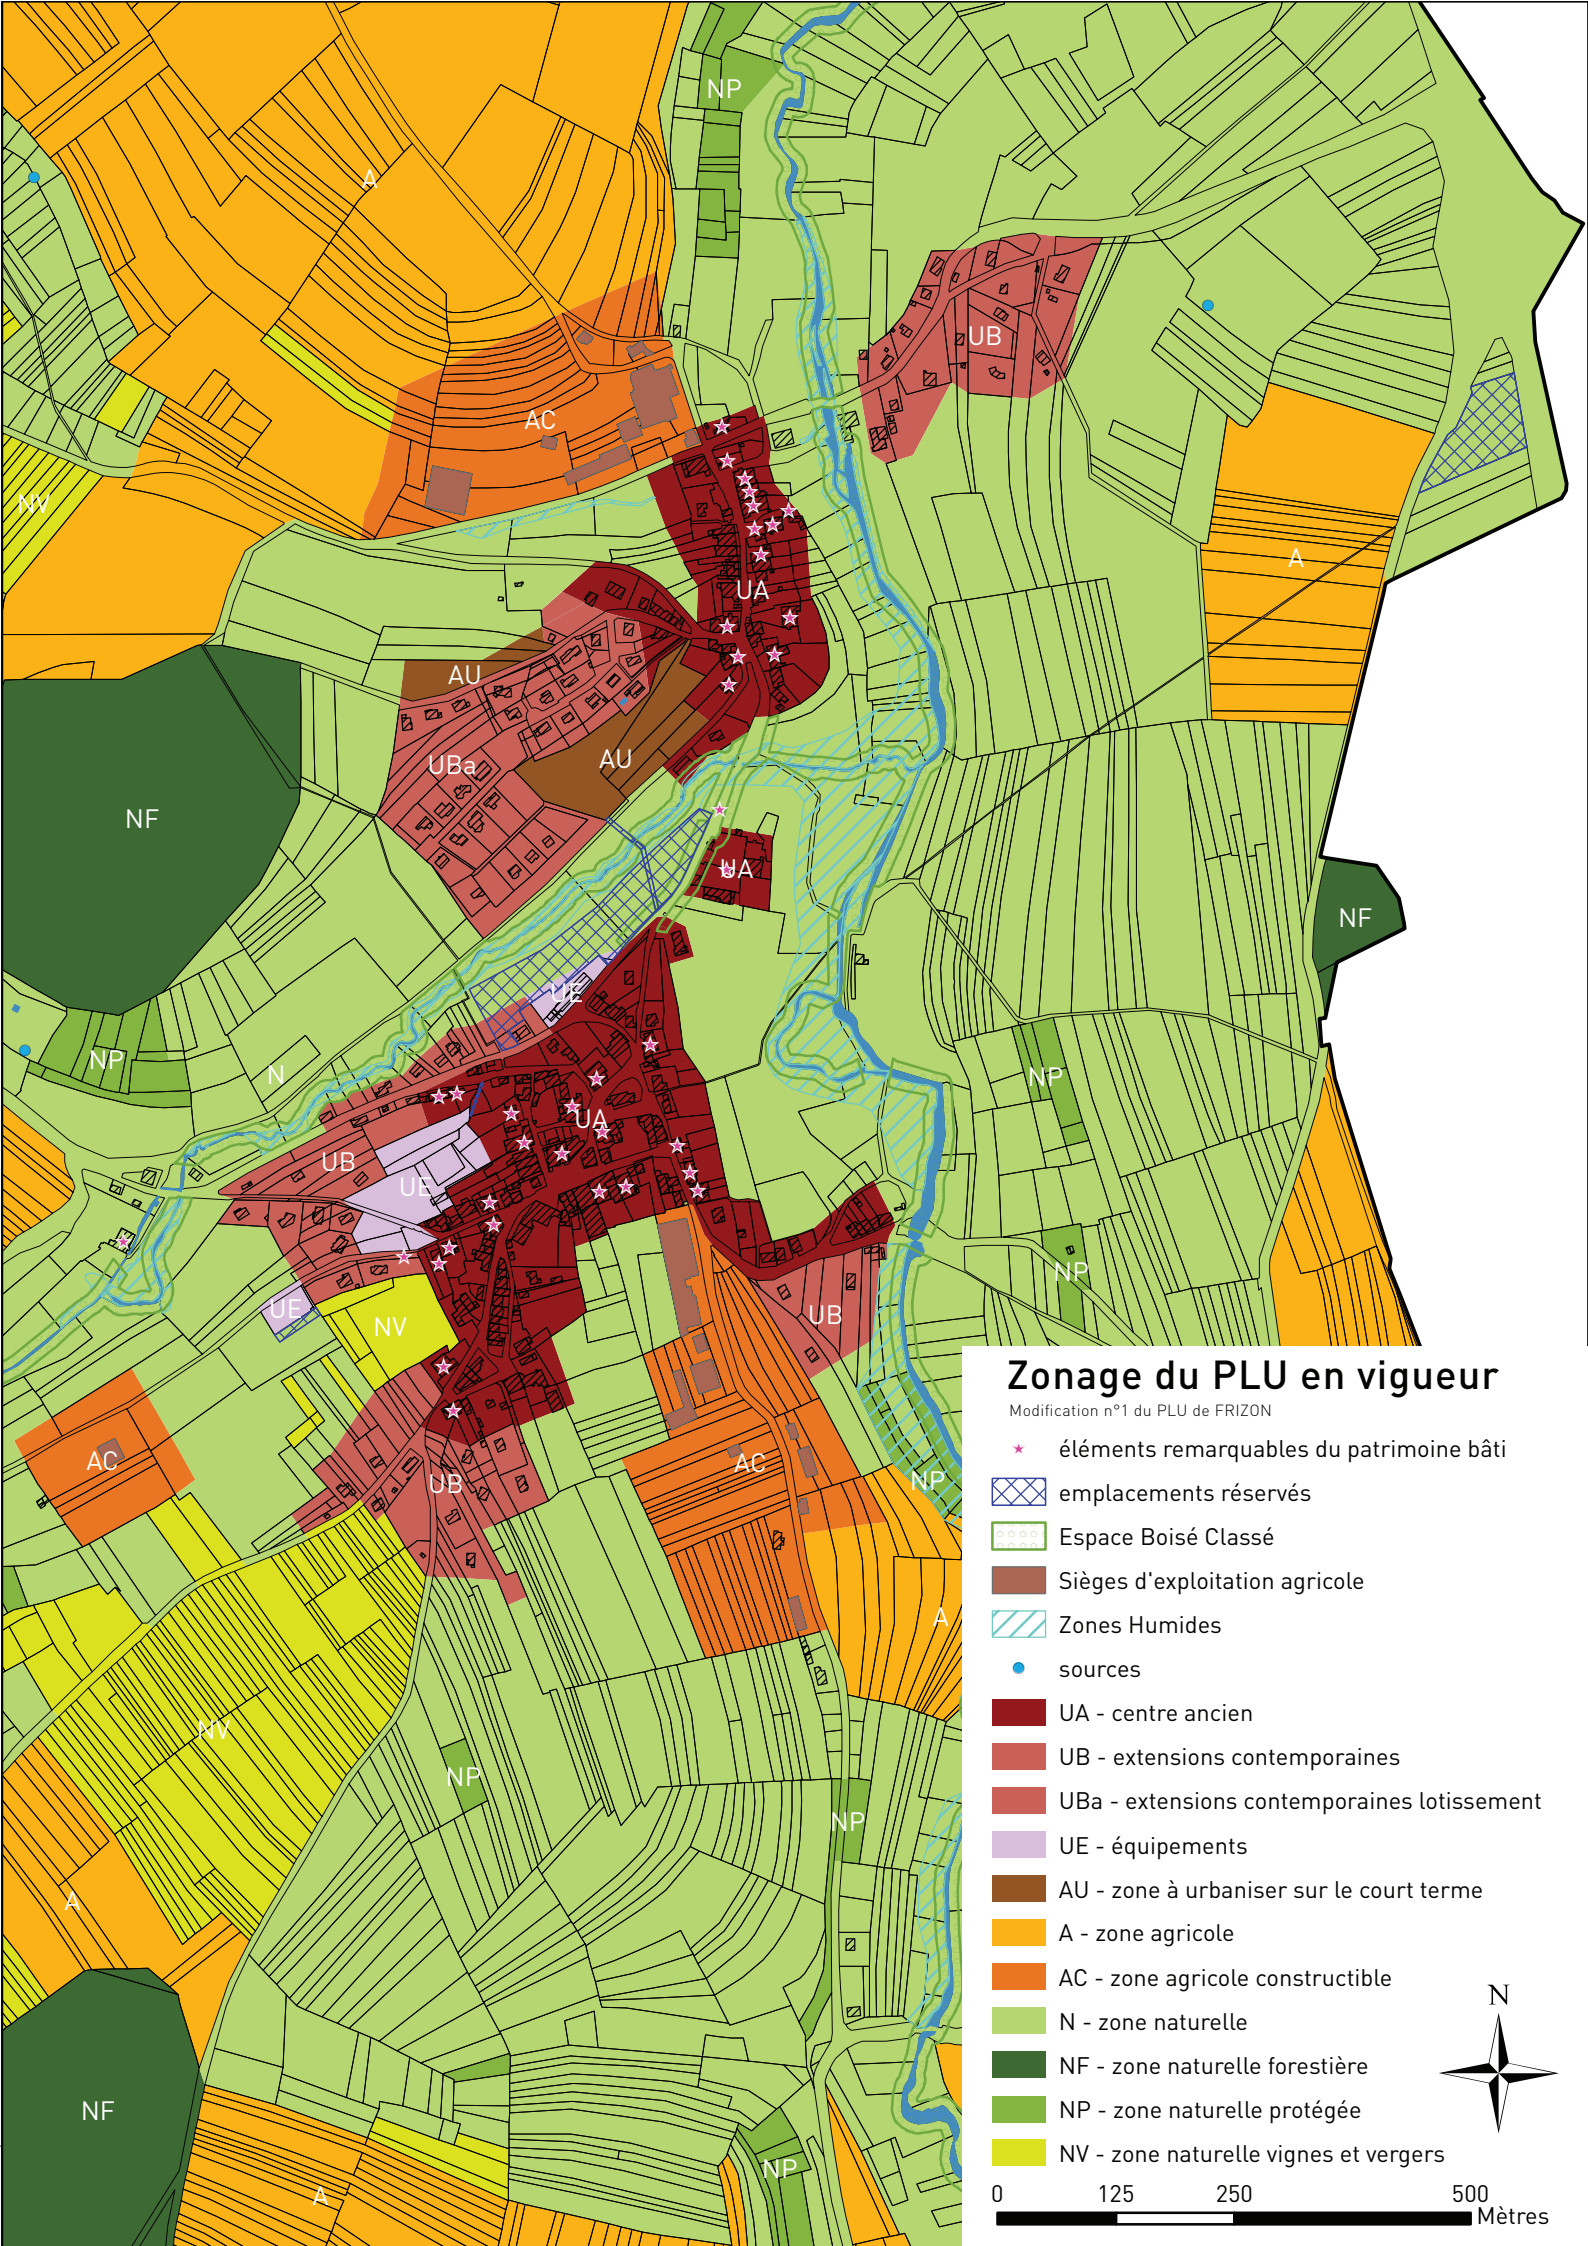 NP
A
UB
AC
NV
A
UA
AU
AU
UBa
NF
UA
NF
UE
NP
N
NP
UA
UB
UE
NP
UE
UB
NV
AC
AC
NP
UB
A
NV
NP
NP
A
NF
NP
A
Zonage du PLU en vigueur
Modification n°1 du PLU de FRIZON
éléments remarquables du patrimoine bâti
emplacements réservés
Espace Boisé Classé
Sièges d'exploitation agricole
Zones Humides
sources
UA - centre ancien
UB - extensions contemporaines
UBa - extensions contemporaines lotissement
UE - équipements
AU - zone à urbaniser sur le court terme
A - zone agricole
AC - zone agricole constructible
N - zone naturelle
NF - zone naturelle forestière
NP - zone naturelle protégée
NV - zone naturelle vignes et vergers
N
0 125 250 500
Mètres